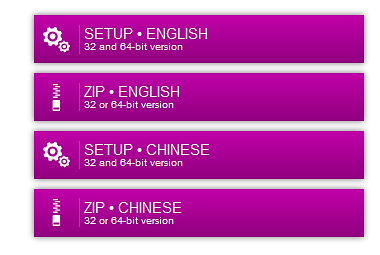 SETUP • ENGLISH
32 and 64-bit version
ZIP • ENGLISH
32 or 64-bit version
SETUP • CHINESE
32 and 64-bit version
ZIP • CHINESE
32 or 64-bit version